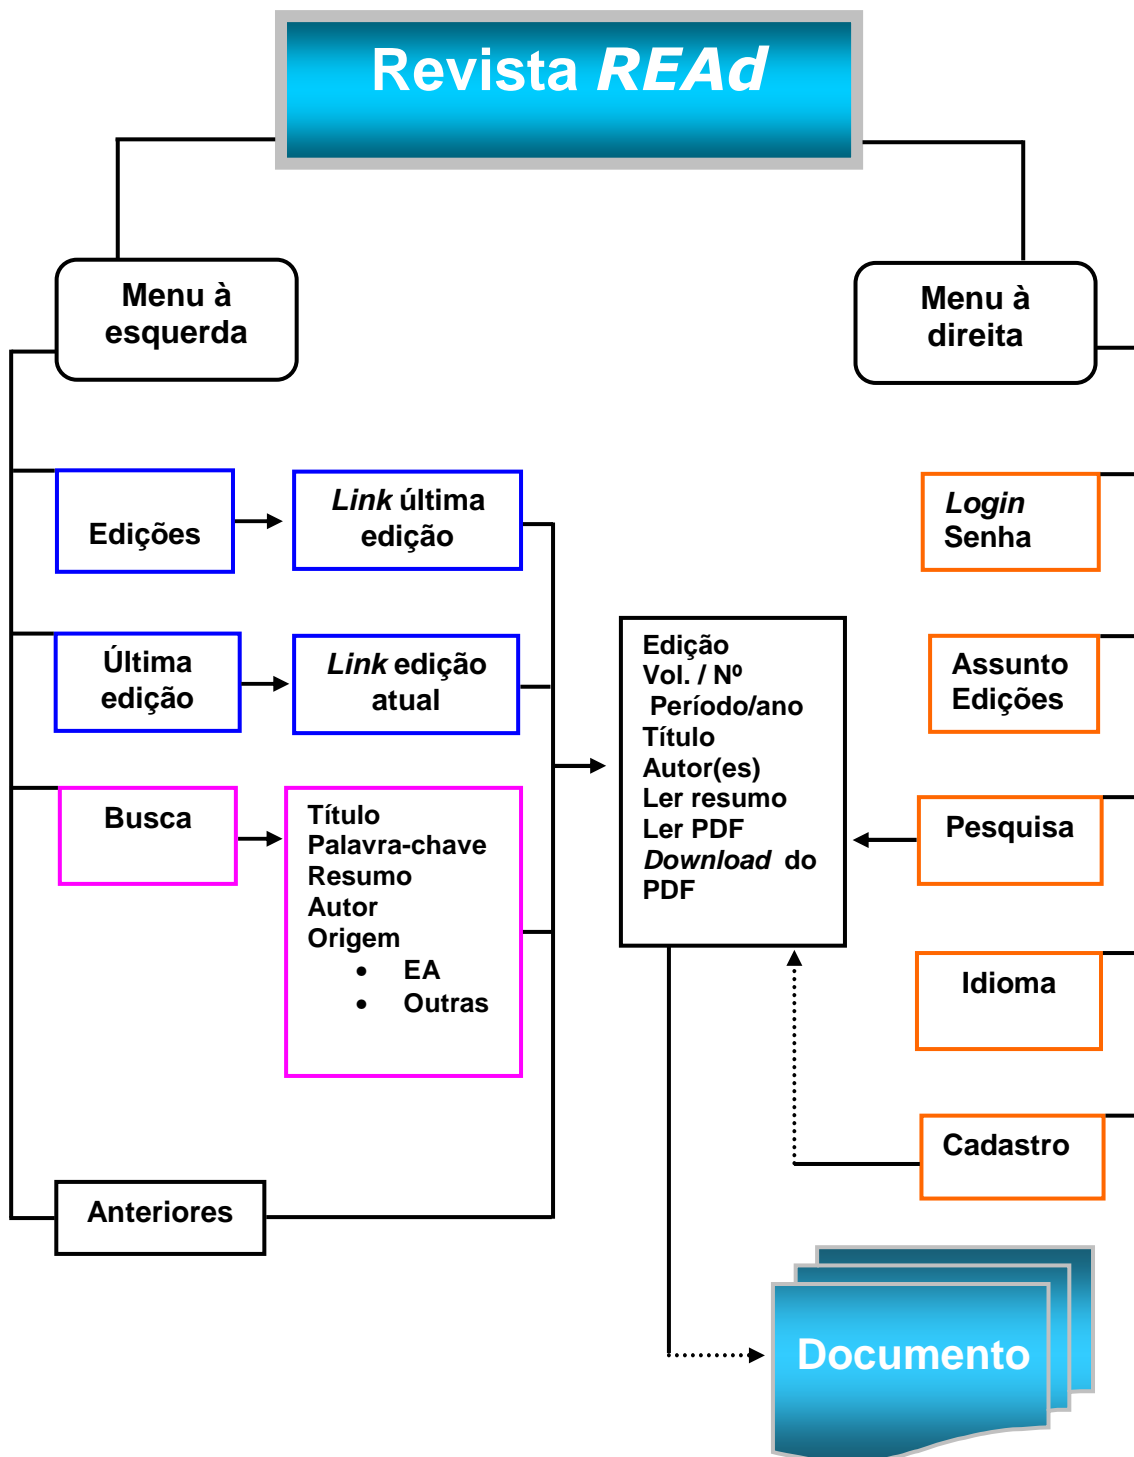 Revista REAd
Menu à
esquerda
Menu à
direita
Edições
Link última
edição
Última
edição
Link edição
atual
Busca
Título
Palavra-chave
Resumo
Autor
Origem
• EA
• Outras
Anteriores
Edição
Vol. / Nº
Período/ano
Título
Autor(es)
Ler resumo
Ler PDF
Download do
PDF
Login
Senha
Assunto
Edições
Pesquisa
Idioma
Cadastro
Documento